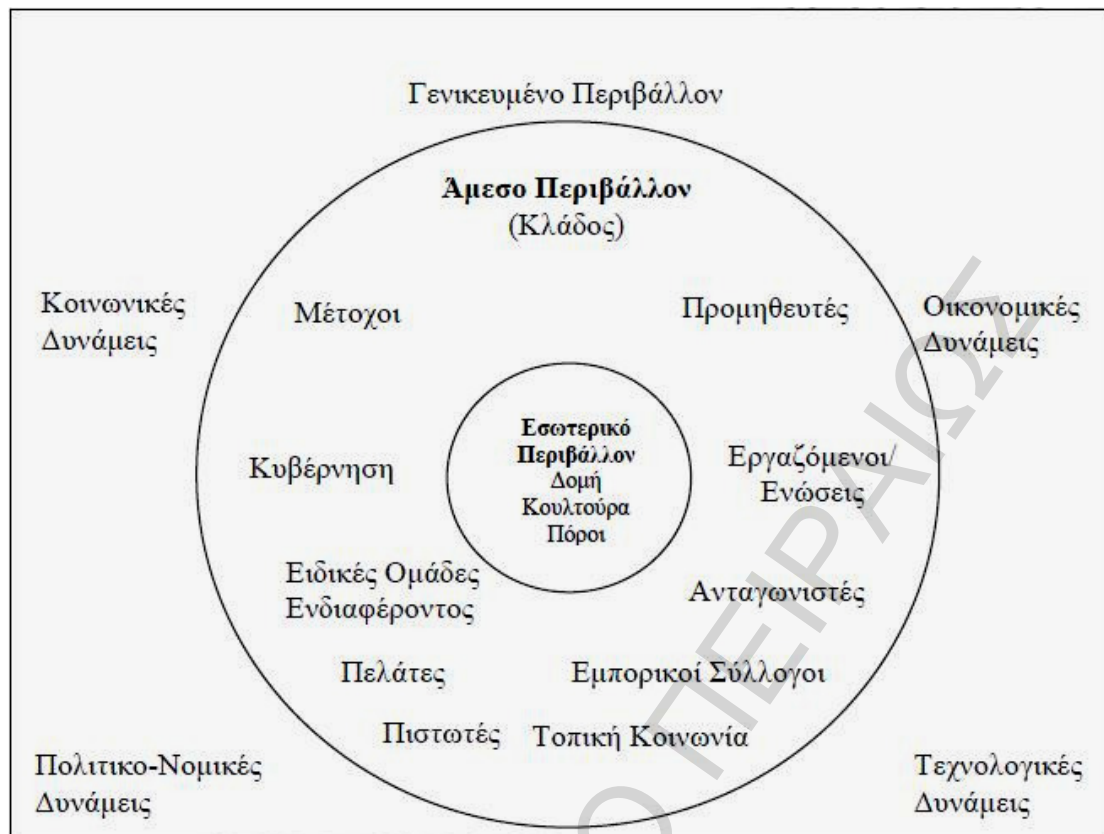 Γενικευμένο Περιβάλλον
Άμεσο Περιβάλλον
(Κλάδος)
Κοινωνικές
Δυνάμεις
Μέτοχοι
Προμηθευτές
Οικονομικές
Δυνάμεις
Εσωτερικό
Περιβάλλον
Δομή
Κουλτούρα
Πόροι
Κυβέρνηση
Εργαζόμενοι/
Ενώσεις
Ειδικές Ομάδες
Ενδιαφέροντος
Ανταγωνιστές
Πελάτες
Εμπορικοί Σύλλογοι
Πιστωτές
Τοπική Κοινωνία
Πολιτικο-Νομικές
Δυνάμεις
Τεχνολογικές
Δυνάμεις
ΠΕΙΡΑΙΩΣ